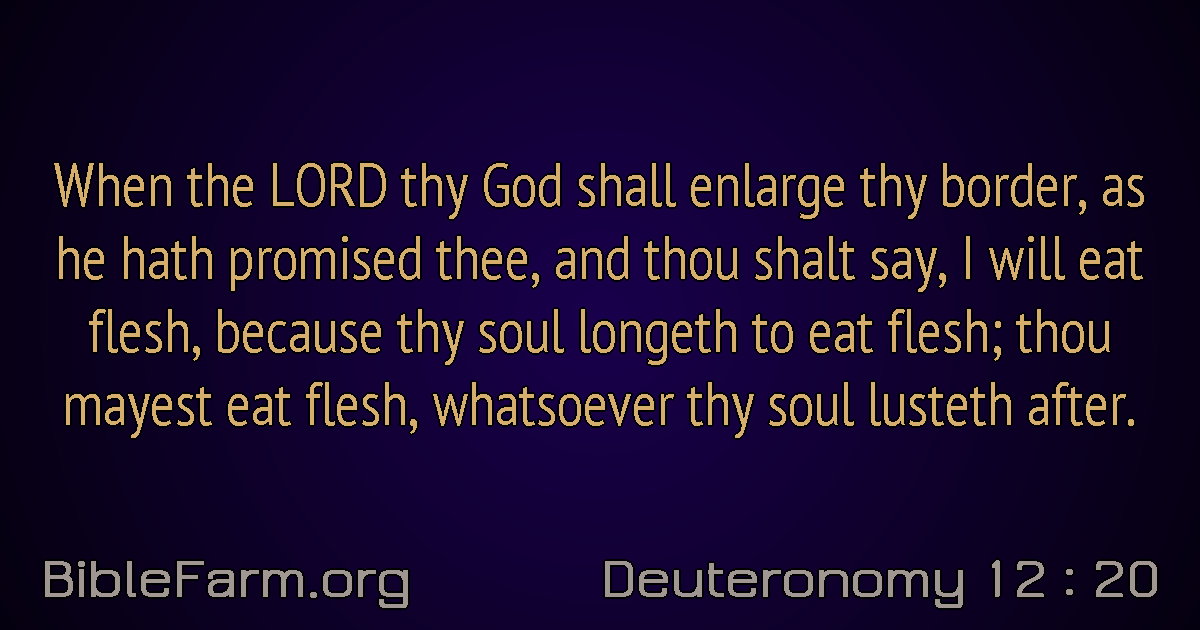 When the LORD thy God shall enlarge thy border, as
he hath promised thee, and thou shalt say, I will eat
flesh, because thy soul longeth to eat flesh; thou
mayest eat flesh, whatsoever thy soul lusteth after.
BibleFarm.org
Deuteronomy 12 : 20